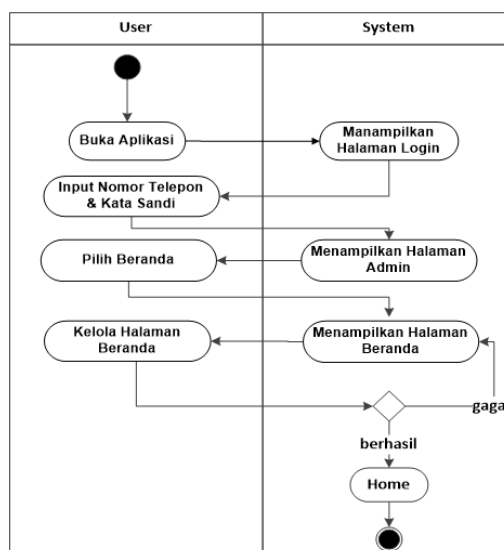 User
System
Buka Aplikasi
Manampilkan
Halaman Login
Input Nomor Telepon
& Kata Sandi
Menampilkan Halaman
Admin
Pilih Beranda
Menampilkan Halaman
Beranda
Kelola Halaman
Beranda
gaga
berhasil
Home